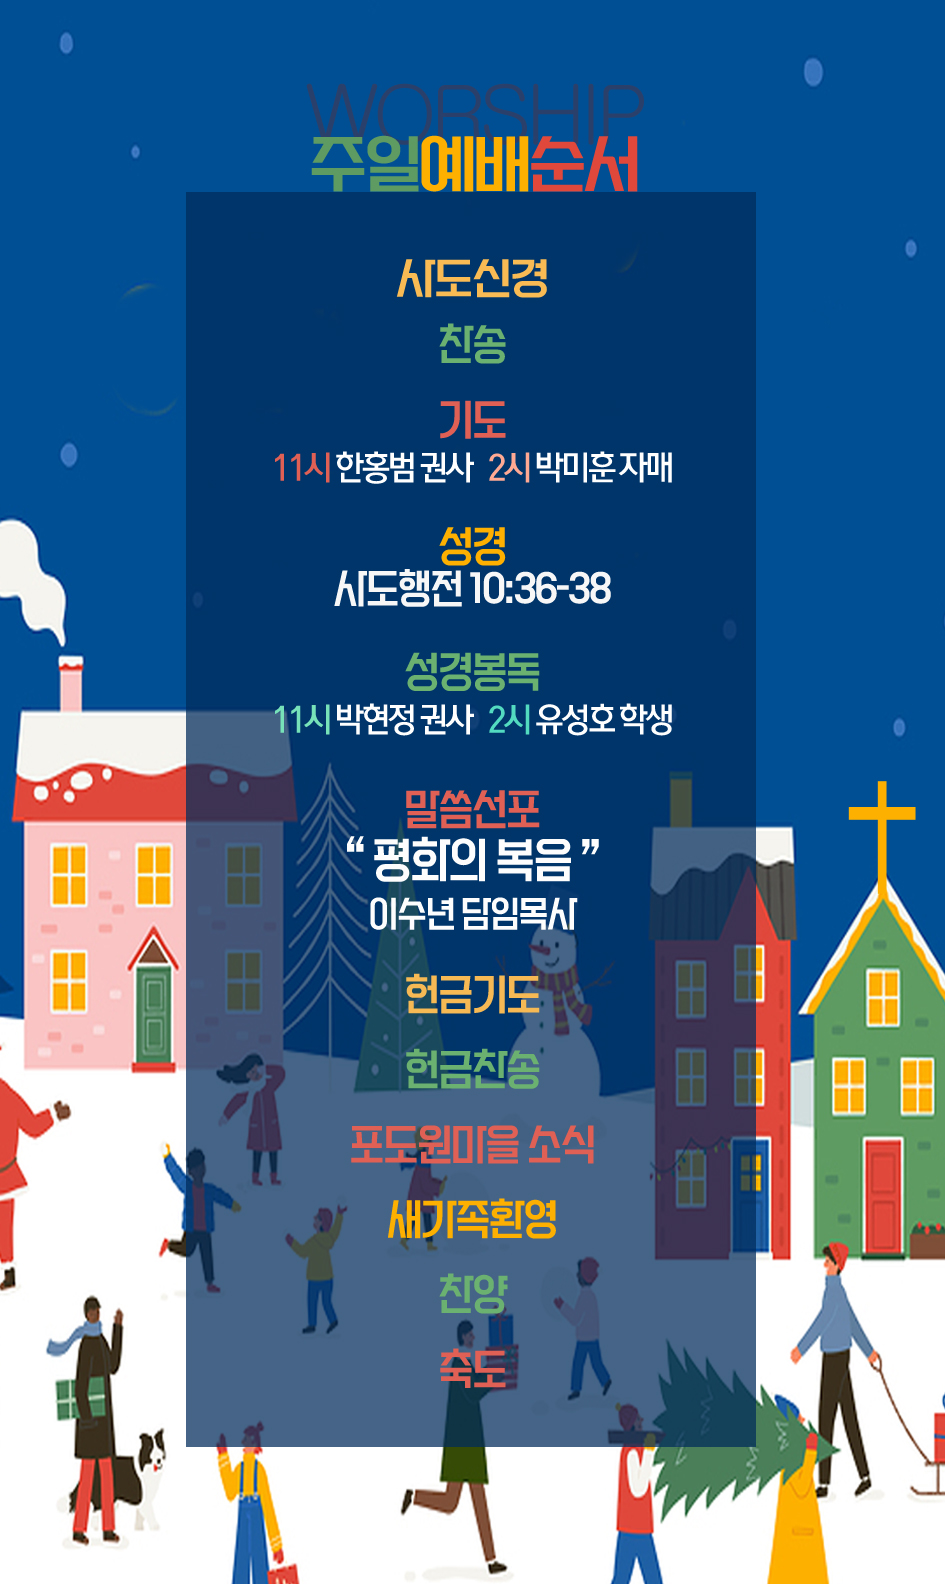 WORSHIP
주일예배순서
사도신경
찬송
기도
11시 한홍범 권사 2시 박미훈 자매
성경
사도행전 10:36-38
성경봉독
11시 박현정 권사 2시 유성호 학생
말씀선포
“ 평화의 복음 ”
이수년 담임목사
헌금기도
헌금찬송
포도원마을 소식
새가족환영
찬양
축도